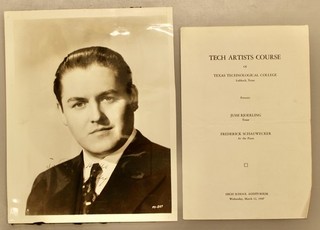 TECH ARTISTS COURSE
OF
TEXAS TECHNOLOGICAL COLLEGE
Lubbock, Texas
Presents
JUSSI BJOERLING
Tenor
FREDERICK SCHAUWECKER
At the Piano
HIGH SCHOOL AUDITORIUM